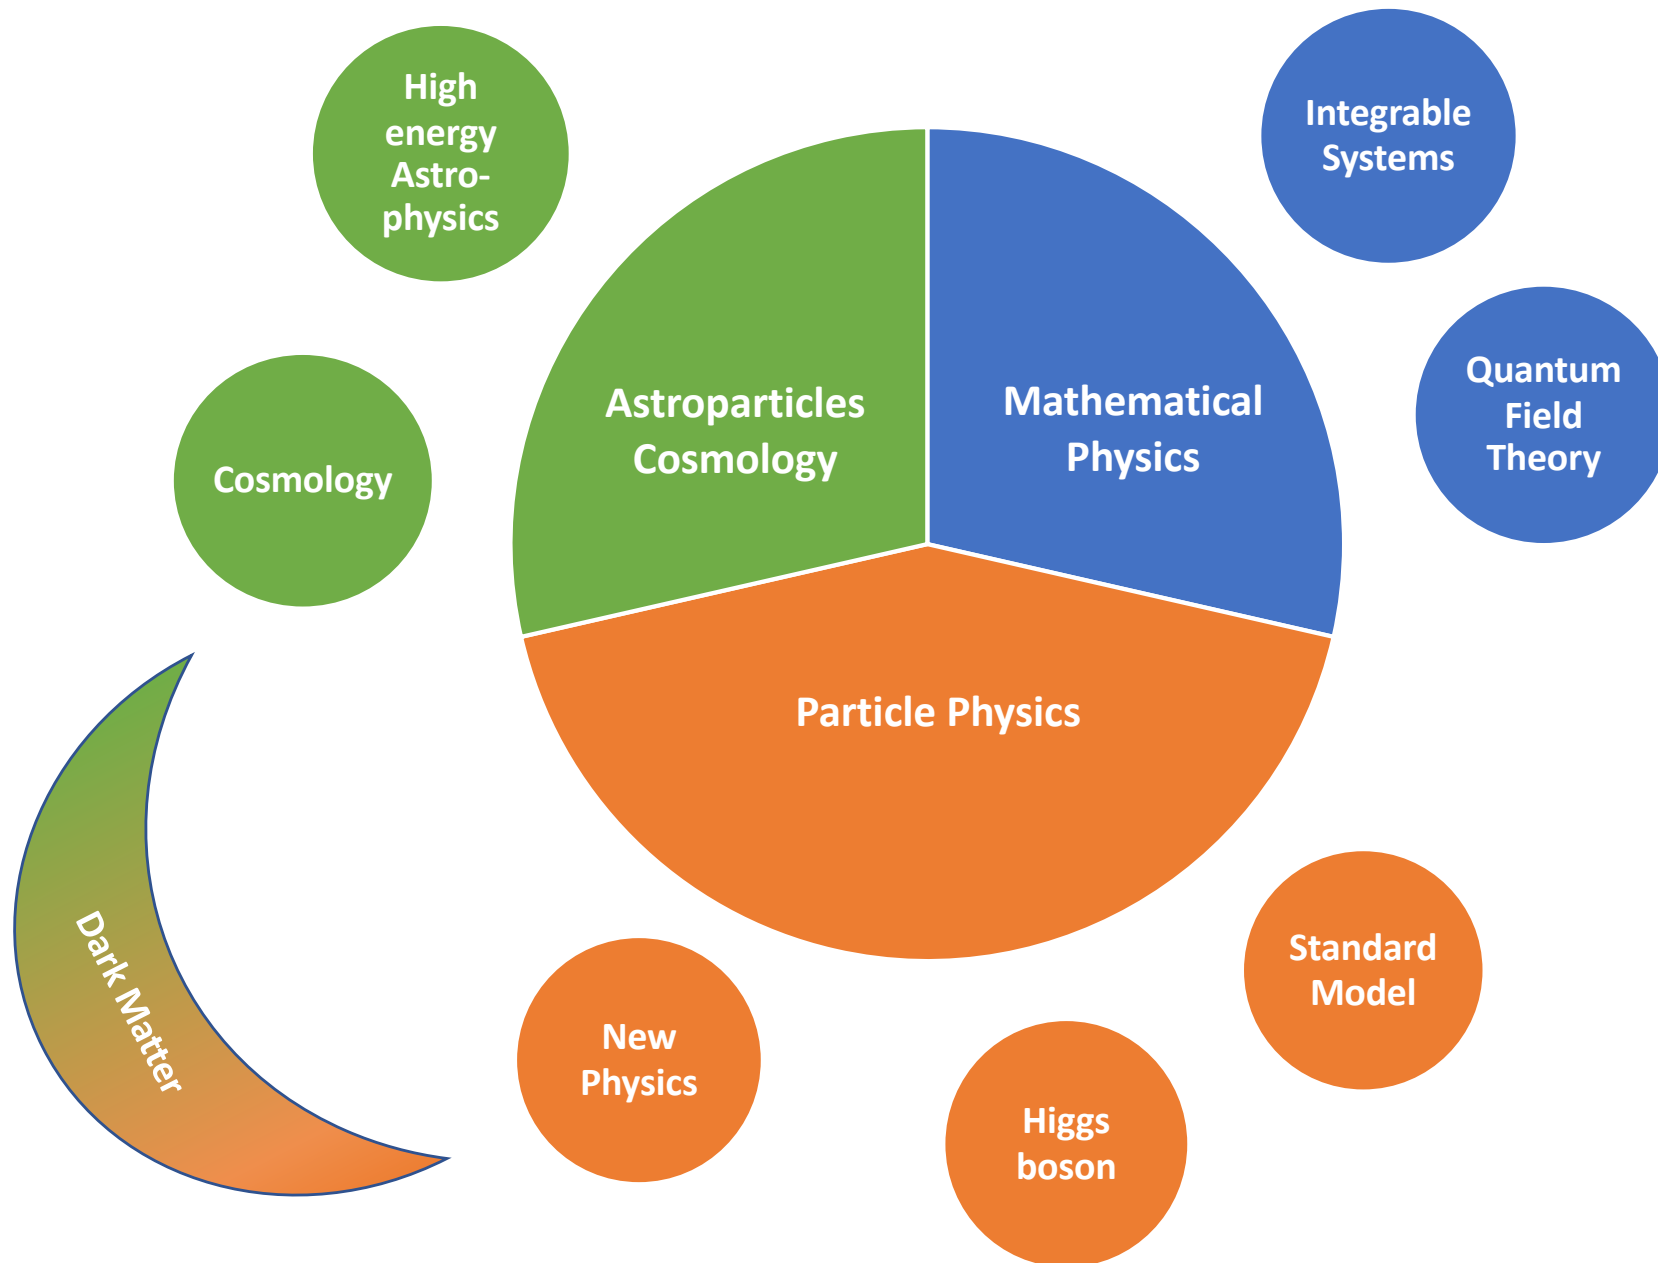 High
energy
Astro-
physics
Integrable
Systems
Quantum
Field
Theory
Astroparticles
Cosmology
Mathematical
Physics
Cosmology
Particle Physics
Dark Matter
New
Physics
Higgs
boson
Standard
Model